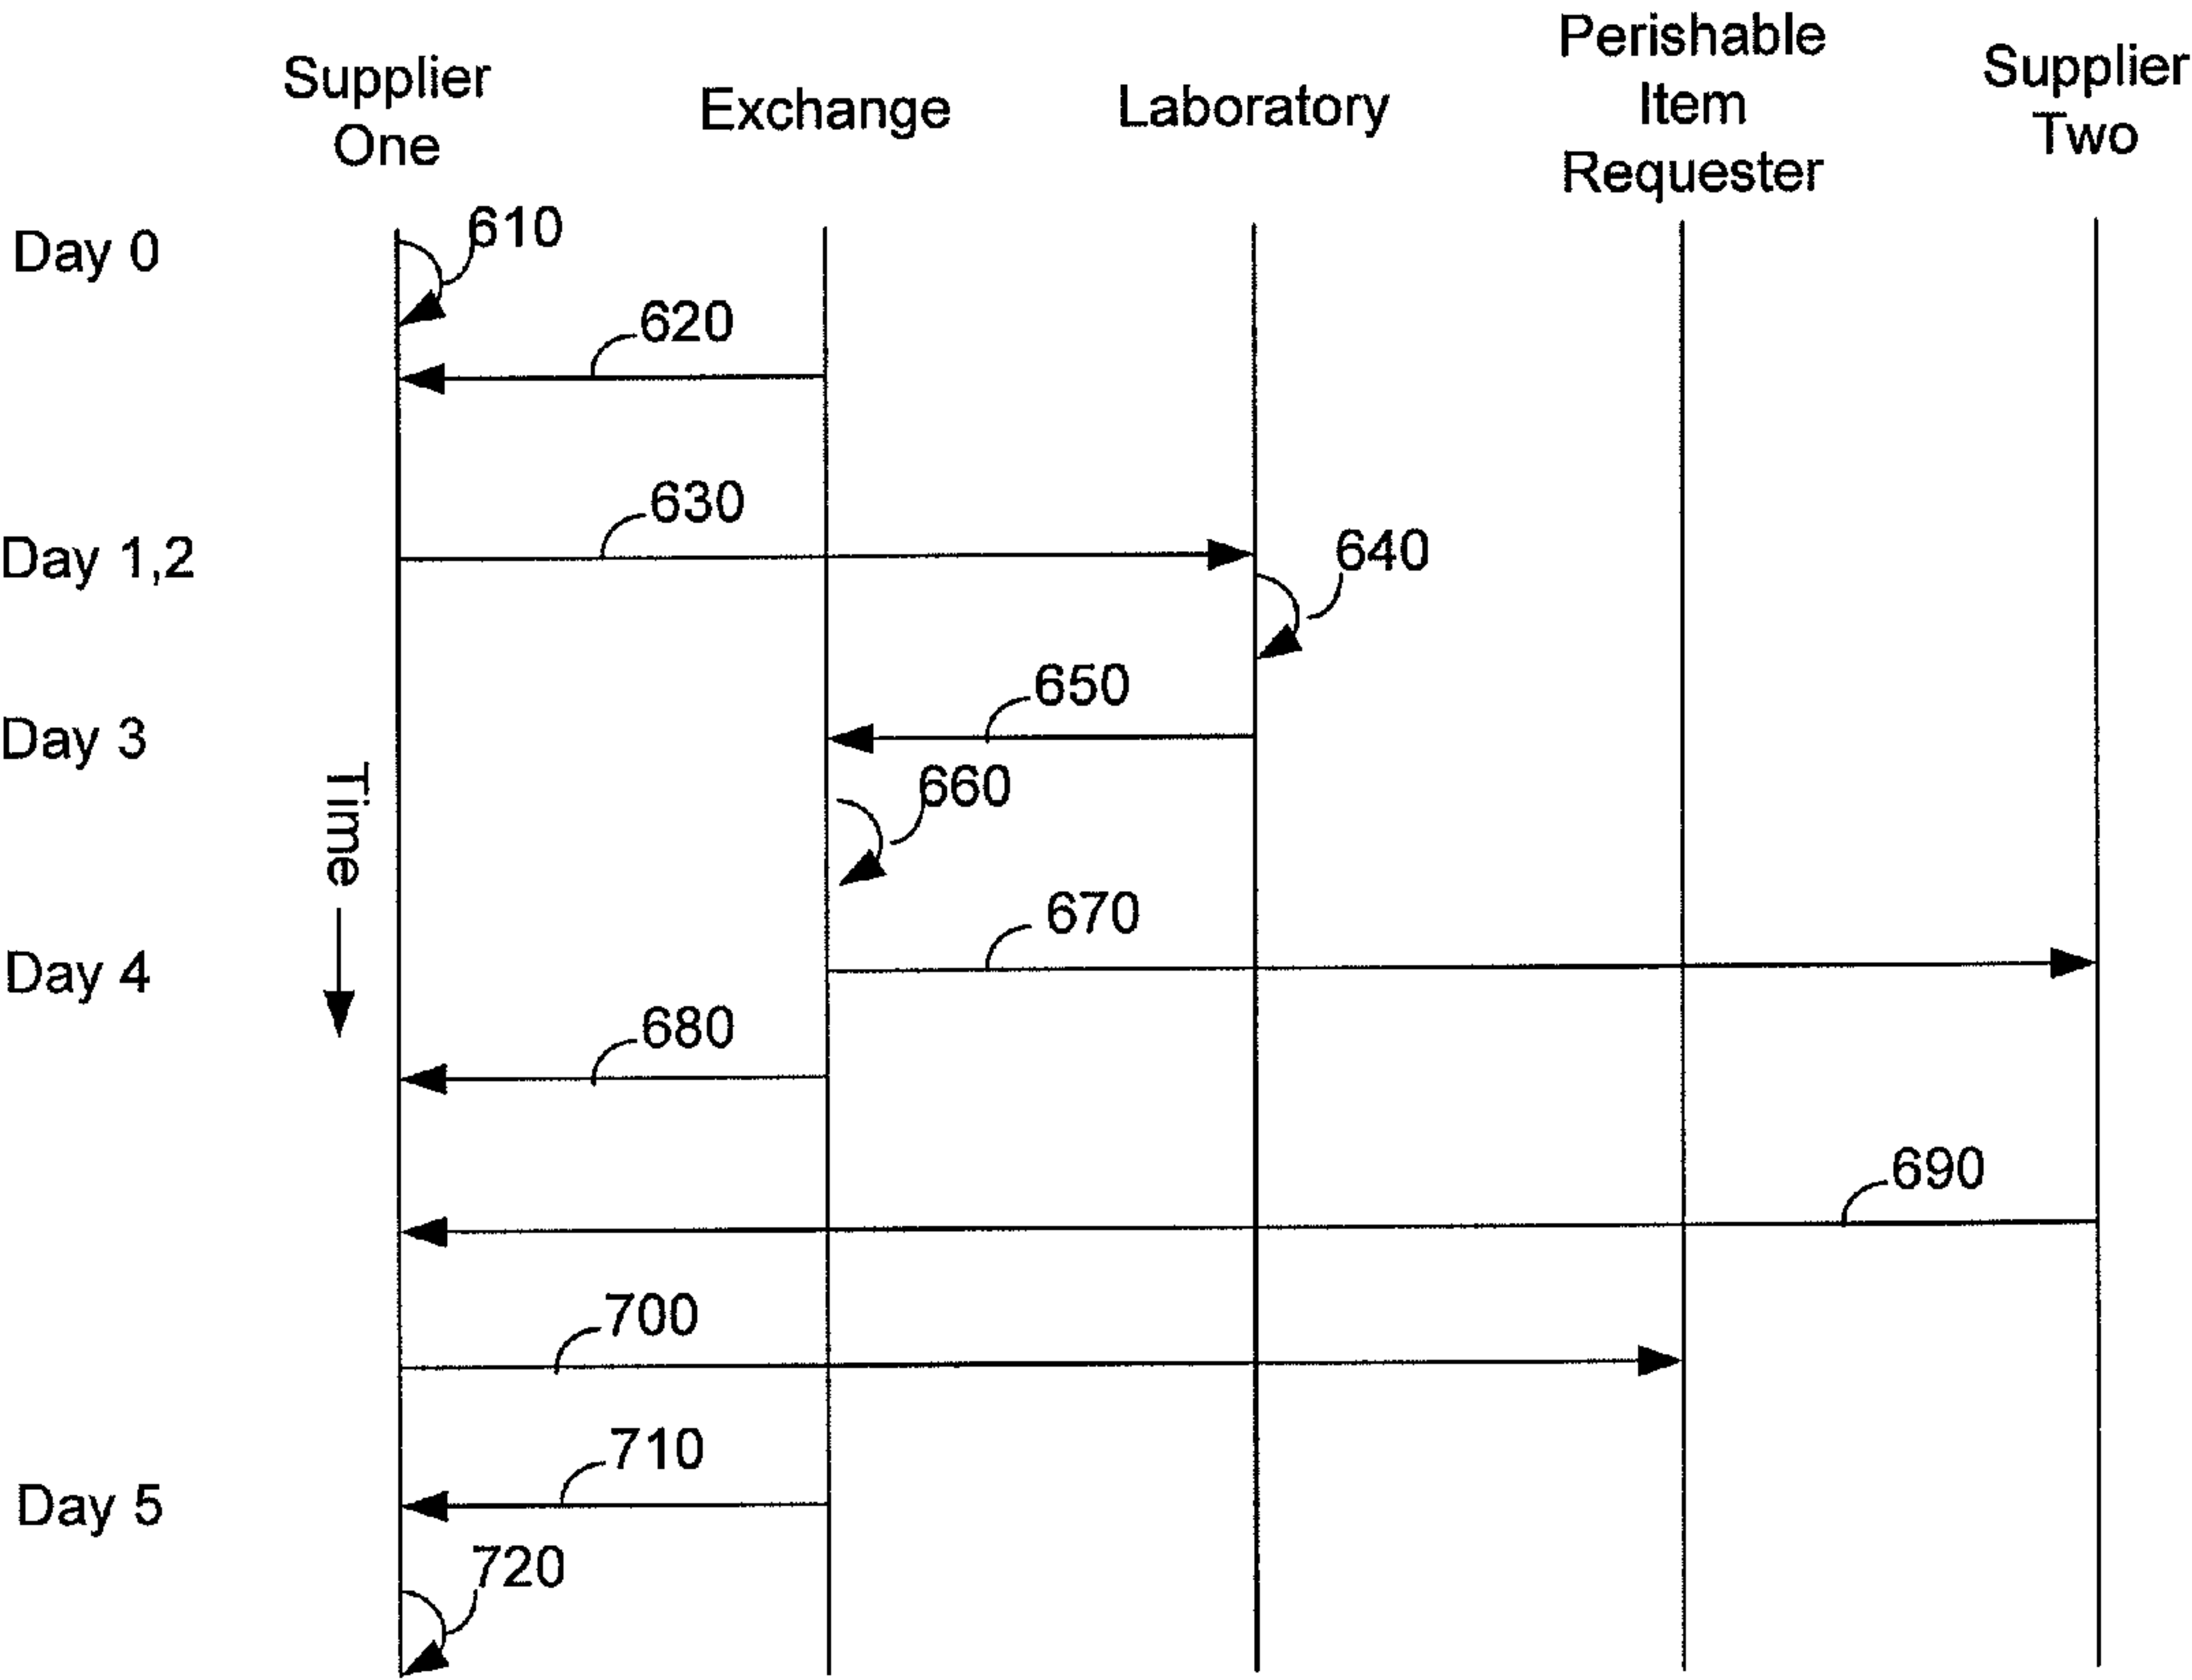 Supplier
One
Exchange
Laboratory
Perishable
Item
Requester
Supplier
Two
Day 0
610
620
Day 1,2
630
640
Day 3
650
660
Time
Day 4
670
680
690
700
Day 5
710
720